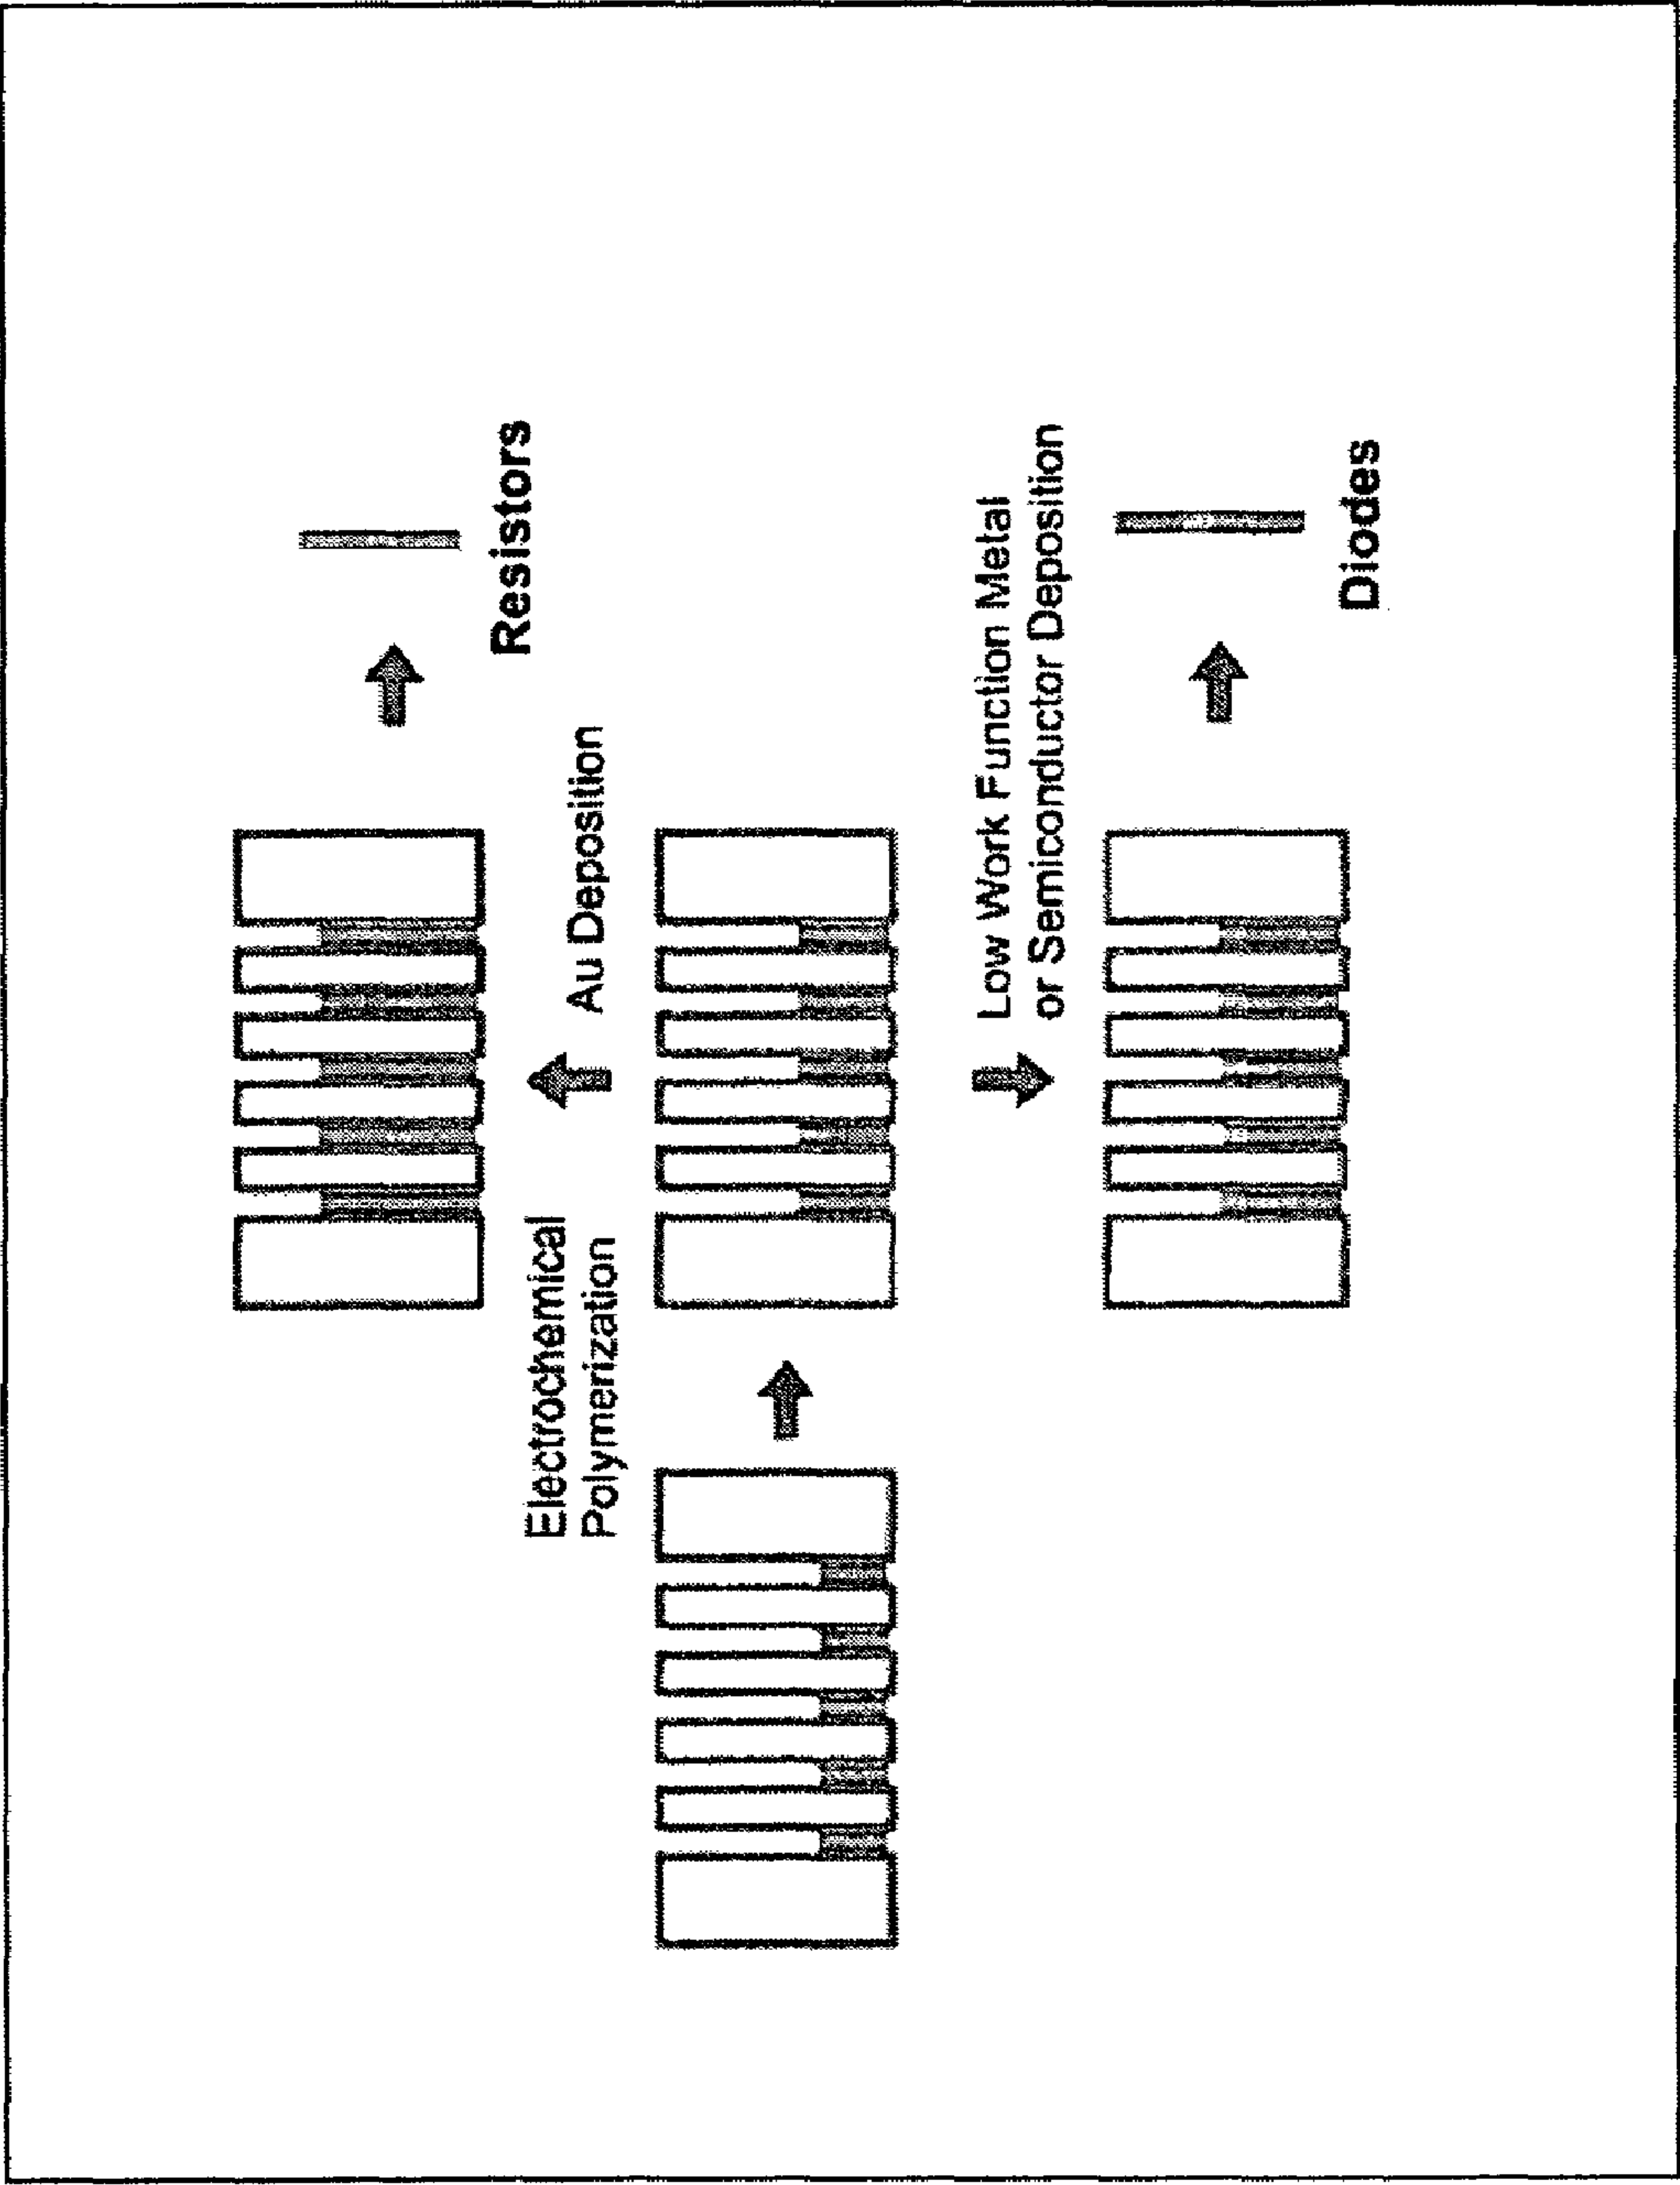 Electrochemical
Polymerization
Au Deposition
Resistors
Low Work Function Metal
or Semiconductor Deposition
Diodes